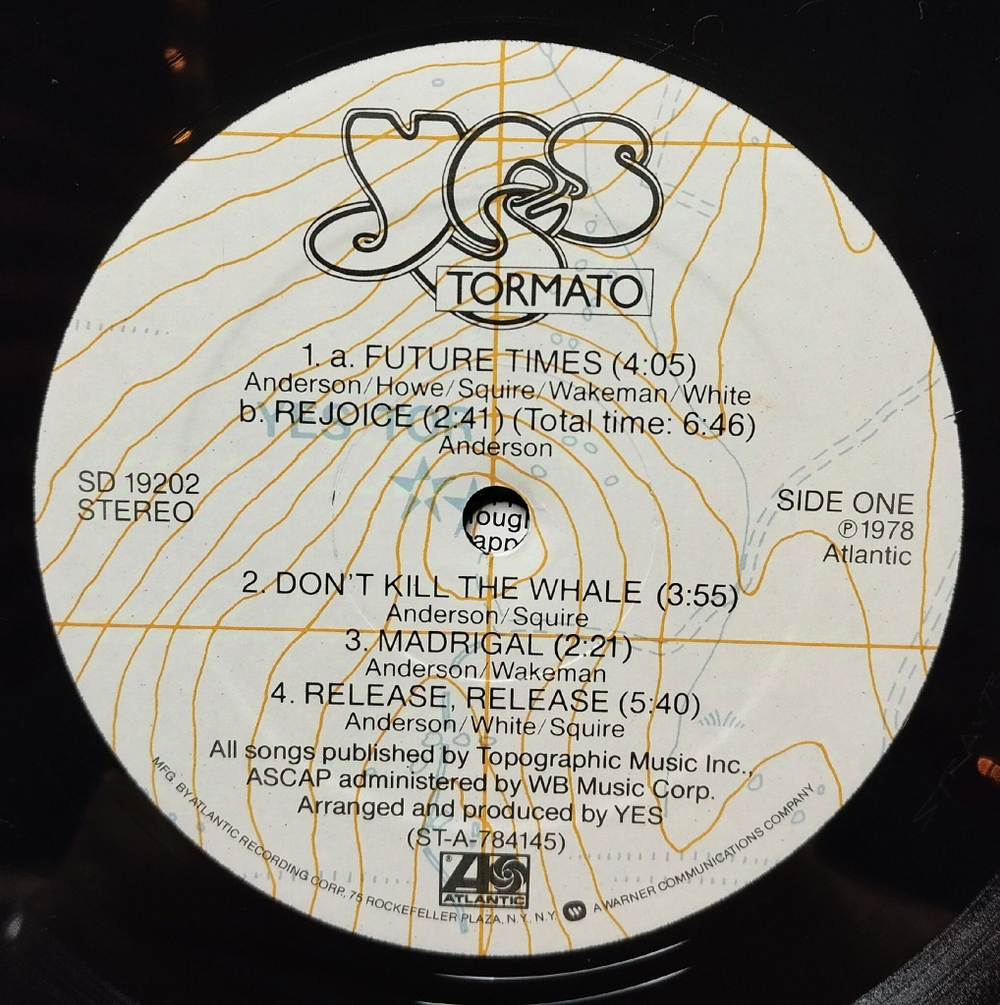 YES
TORMATO
1. a. FUTURE TIMES (4:05)
Anderson/Howe/Squire/Wakeman/White
b. REJOICE (2:41) (Total time: 6:46)
Anderson
YES TOR
SD 19202
STEREO
SIDE ONE
℗1978
Atlantic
oug
app
2. DON'T KILL THE WHALE (3:55)
Anderson/Squire
3. MADRIGAL (2:21)
Anderson/Wakeman
4. RELEASE, RELEASE (5:40)
Anderson/White/Squire
All songs published by Topographic Music Inc.,
ASCAP administered by WB Music Corp.
Arranged and produced by YES
(ST-A-784145)
® ATLANTIC
MFG. BY ATLANTIC RECORDING CORP., 75 ROCKEFELLER PLAZA, N.Y., N.Y. A WARNER COMMUNICATIONS COMPANY